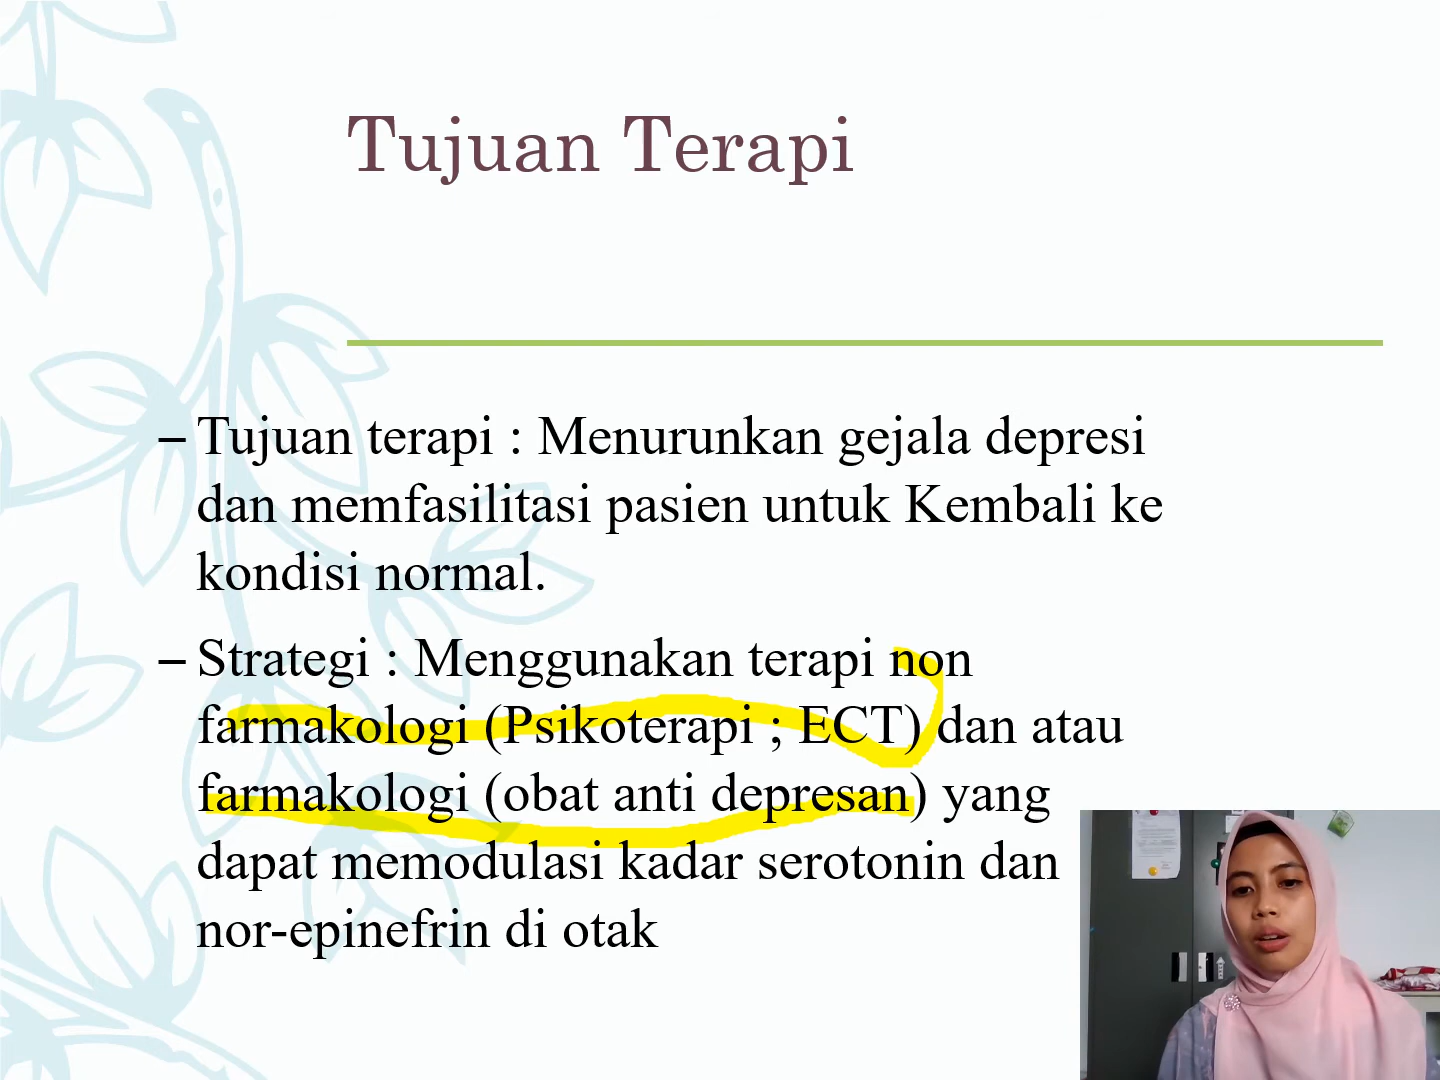 Tujuan Terapi
– Tujuan terapi : Menurunkan gejala depresi
dan memfasilitasi pasien untuk Kembali ke
kondisi normal.
– Strategi : Menggunakan terapi non
farmakologi (Psikoterapi ; ECT) dan atau
farmakologi (obat anti depresan) yang
dapat memodulasi kadar serotonin dan
nor-epinefrin di otak